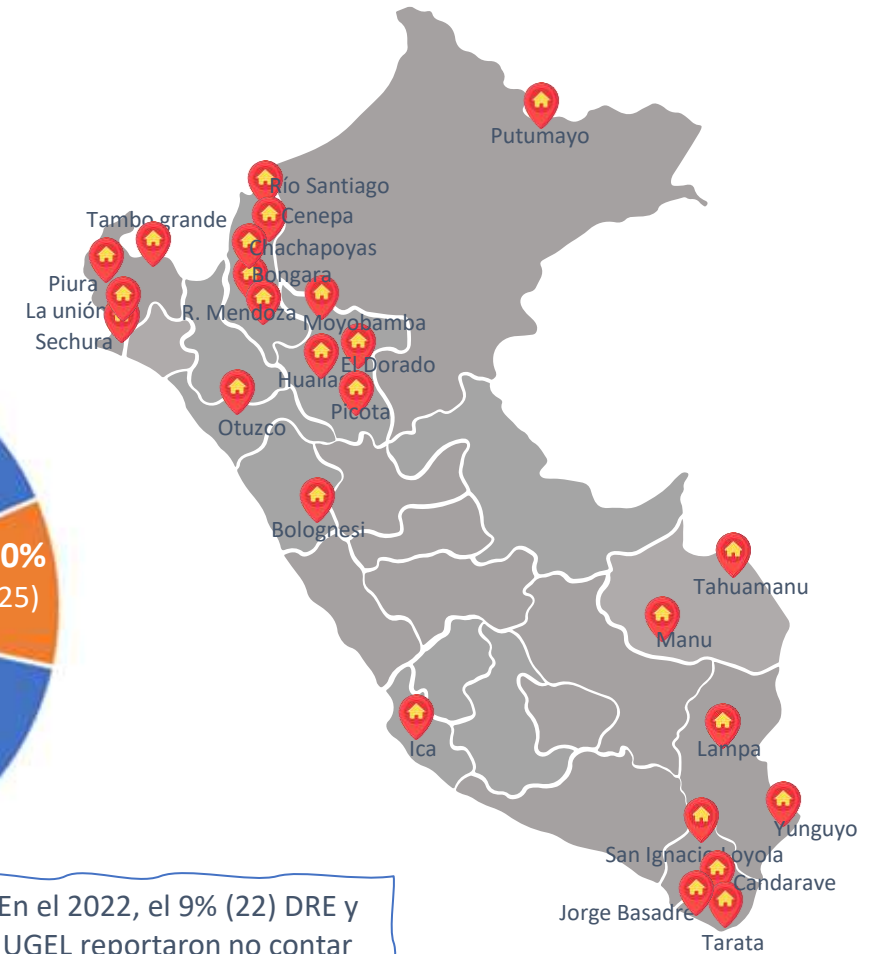 Putumayo
Río Santiago
Cenepa
Tambo grande
Chachapoyas
Bongara
Piura
La unión
R. Mendoza
Moyobamba
Sechura
El Dorado
Huallaga
Picota
Otuzco
Bolognesi
0%
25)
Tahuamanu
Manu
Ica
Lampa
Yunguyo
San Ignacio Loyola
Candarave
Jorge Basadre
Tarata
En el 2022, el 9% (22) DRE y
UGEL reportaron no contar